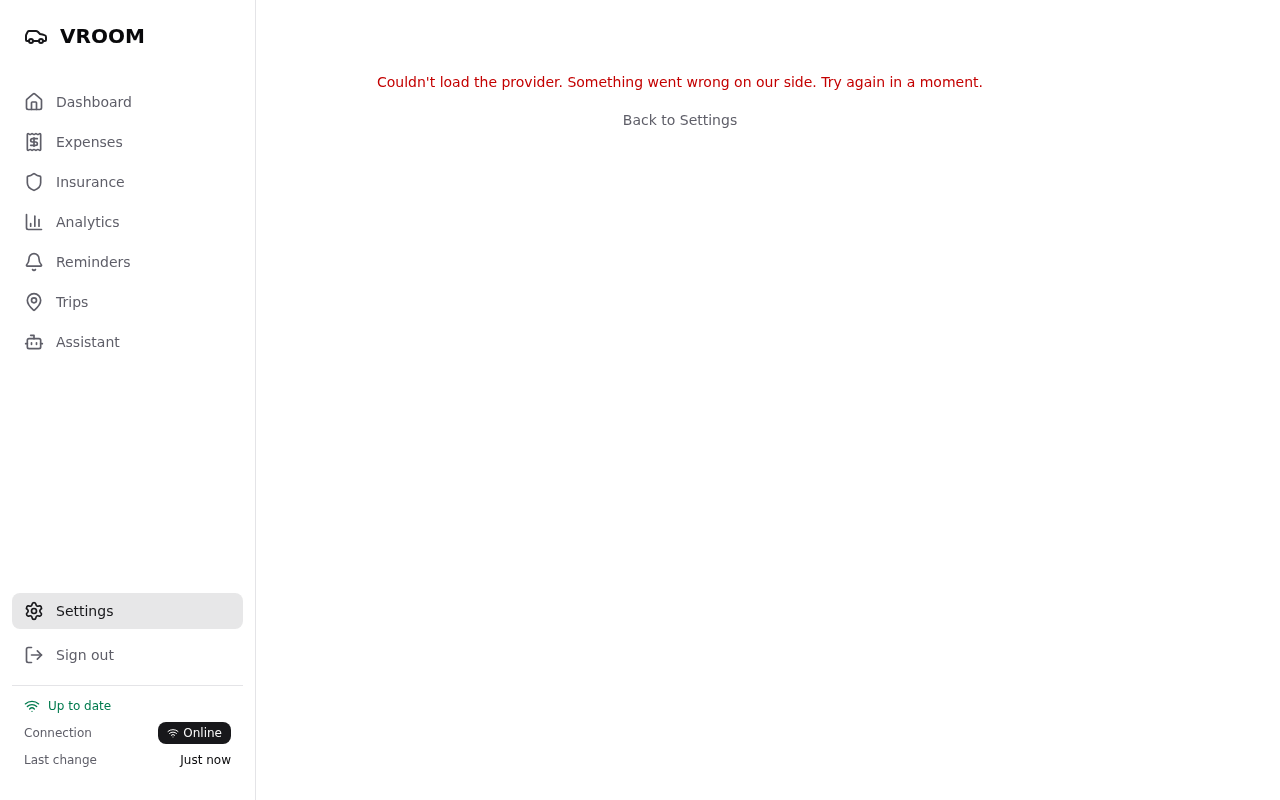 VROOM
Dashboard
Expenses
Insurance
Analytics
Reminders
Trips
Assistant
Settings
Sign out
Up to date
Connection Online
Last change Just now
Couldn't load the provider. Something went wrong on our side. Try again in a moment.
Back to Settings